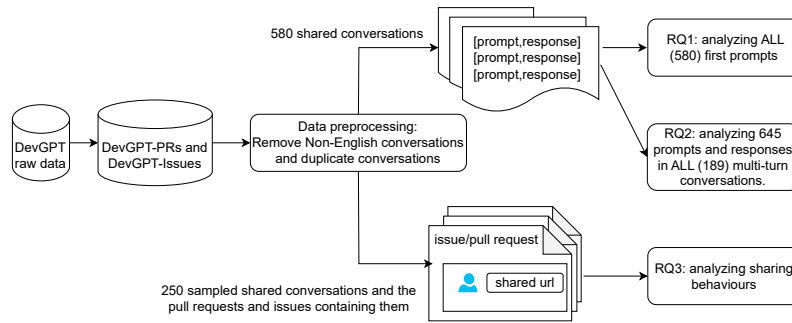 580 shared conversations
[prompt,response]
[prompt,response]
[prompt,response]
RQ1: analyzing ALL
(580) first prompts
DevGPT
raw data
DevGPT-PRs and
DevGPT-Issues
Data preprocessing:
Remove Non-English conversations
and duplicate conversations
RQ2: analyzing 645
prompts and responses
in ALL (189) multi-turn
conversations.
issue/pull request
shared url
250 sampled shared conversations and the
pull requests and issues containing them
RQ3: analyzing sharing
behaviours